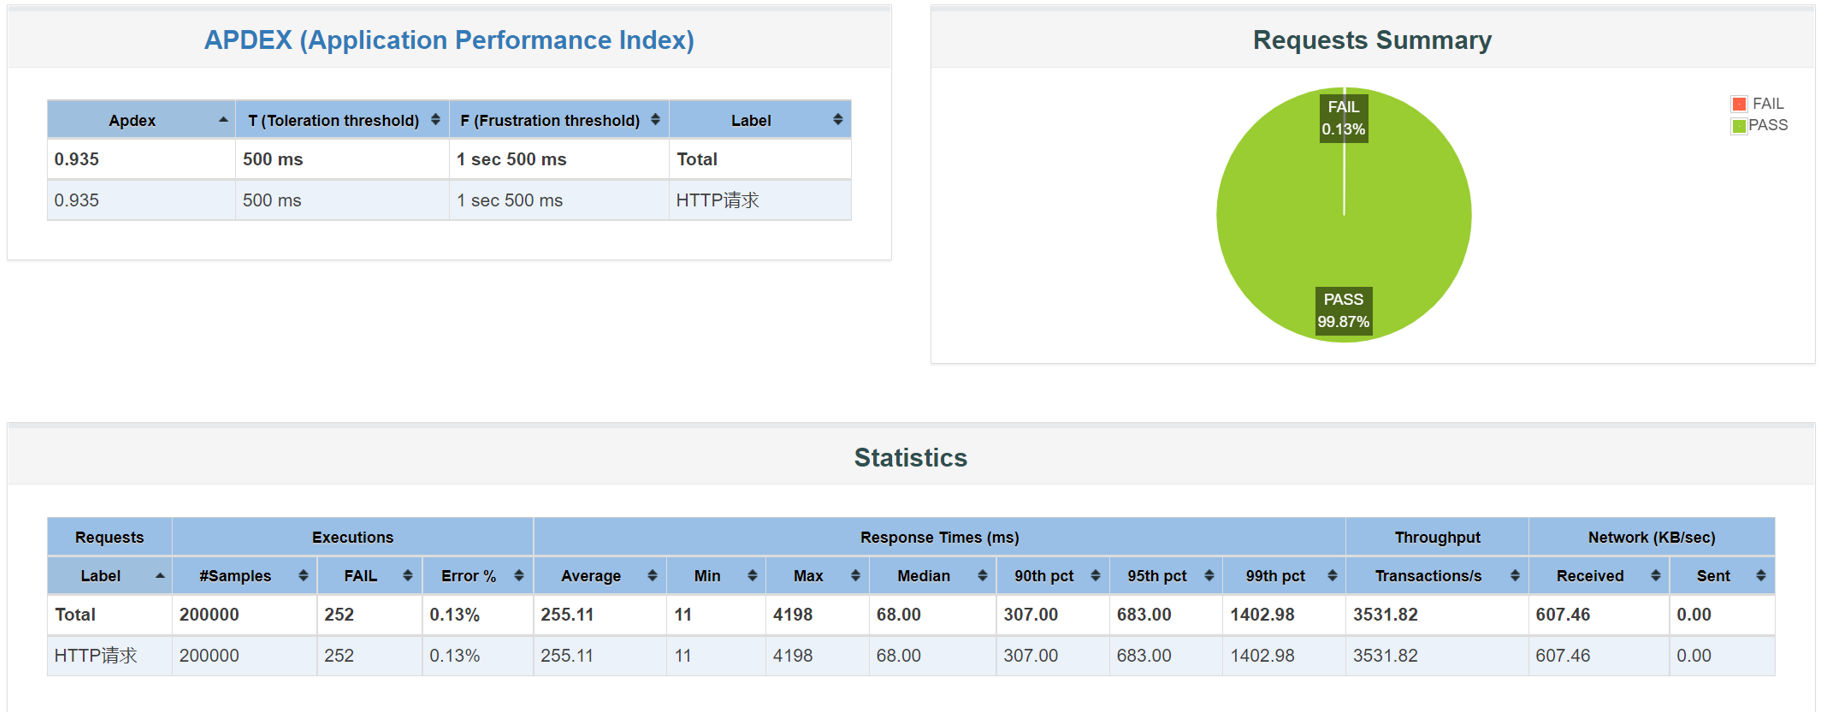 APDEX (Application Performance Index)
Apdex T (Toleration threshold) F (Frustration threshold) Label
0.935 500 ms 1 sec 500 ms Total
0.935 500 ms 1 sec 500 ms HTTP请求
Requests Summary
FAIL
0.13%
PASS
99.87%
FAIL
PASS
Statistics
Requests Executions Response Times (ms) Throughput Network (KB/sec)
Label #Samples FAIL Error % Average Min Max Median 90th pct 95th pct 99th pct Transactions/s Received Sent
Total 200000 252 0.13% 255.11 11 4198 68.00 307.00 683.00 1402.98 3531.82 607.46 0.00
HTTP请求 200000 252 0.13% 255.11 11 4198 68.00 307.00 683.00 1402.98 3531.82 607.46 0.00